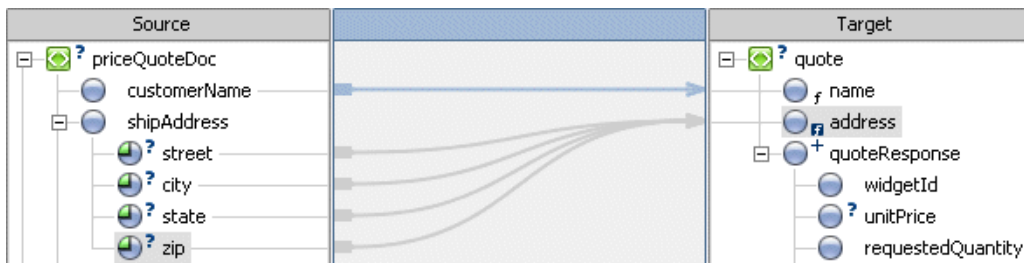 Source
Target
? priceQuoteDoc
customerName
shipAddress
? street
? city
? state
? zip
? quote
f name
f address
+ quoteResponse
widgetId
? unitPrice
requestedQuantity